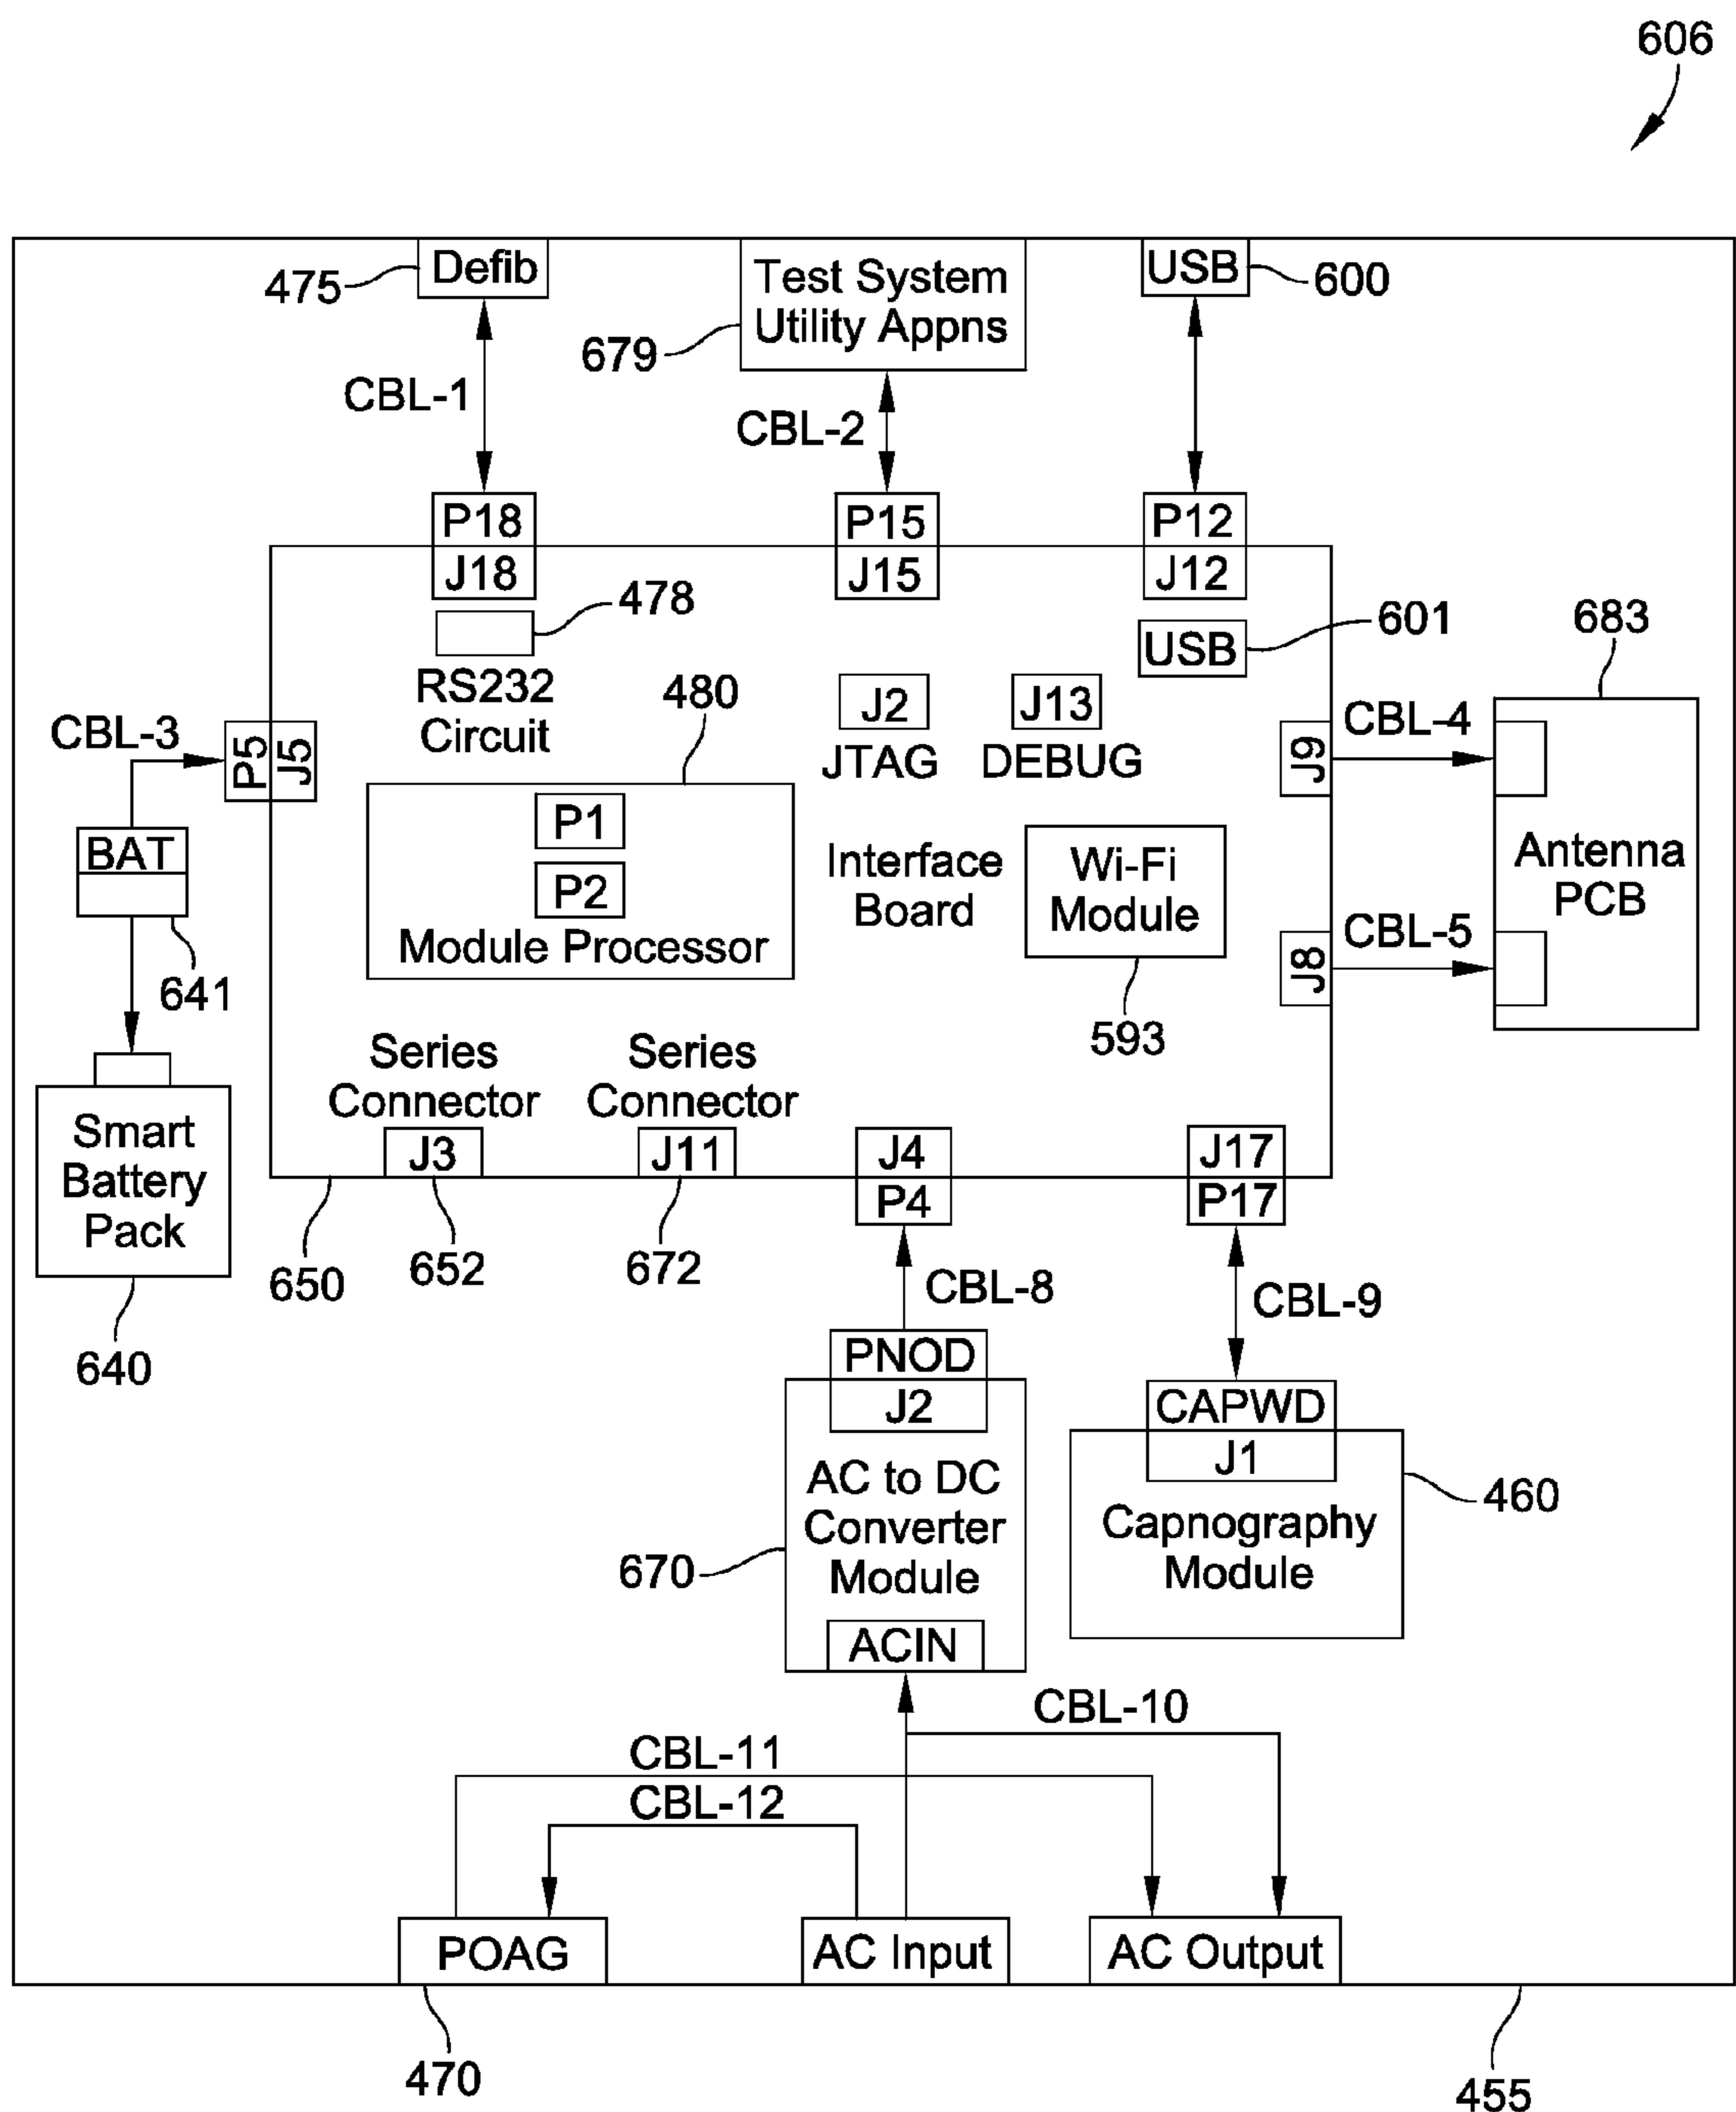 606
Defib
475
Test System
Utility Appns
679
USB
600
CBL-1
CBL-2
P18
J18
P15
J15
P12
J12
478
RS232
Circuit
USB
601
683
480
J2
JTAG
J13
DEBUG
CBL-3
P5
J5
J9
CBL-4
P1
P2
Module Processor
Interface
Board
Wi-Fi
Module
593
Antenna
PCB
J8
CBL-5
BAT
641
Smart
Battery
Pack
640
Series
Connector
J3
Series
Connector
J11
J4
P4
J17
P17
650
652
672
CBL-8
CBL-9
PNOD
J2
AC to DC
Converter
Module
ACIN
670
CAPWD
J1
Capnography
Module
460
CBL-10
CBL-11
CBL-12
POAG
AC Input
AC Output
470
455